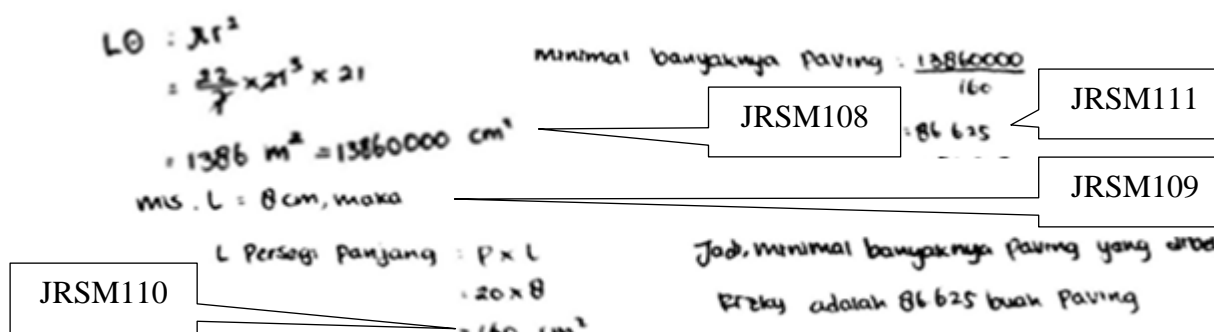 LO : πr²
= 22/7 × 21³ × 21
= 1386 m² = 13860000 cm²
mis. L = 8 cm, maka
L Persegi Panjang : P × L
= 20 × 8
= 160 cm²
minimal banyaknya Paving : 13860000
160
= 86 625
Jadi, minimal banyaknya Paving yang
Rizky adalah 86 625 buah Paving
JRSM108
JRSM111
JRSM109
JRSM110